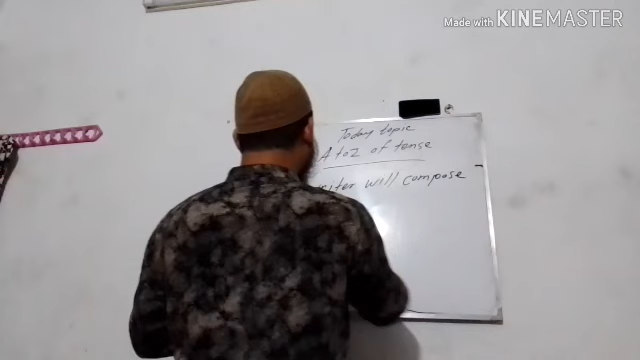 Made with KINEMASTER
Today topic
A to Z of tense
will compose